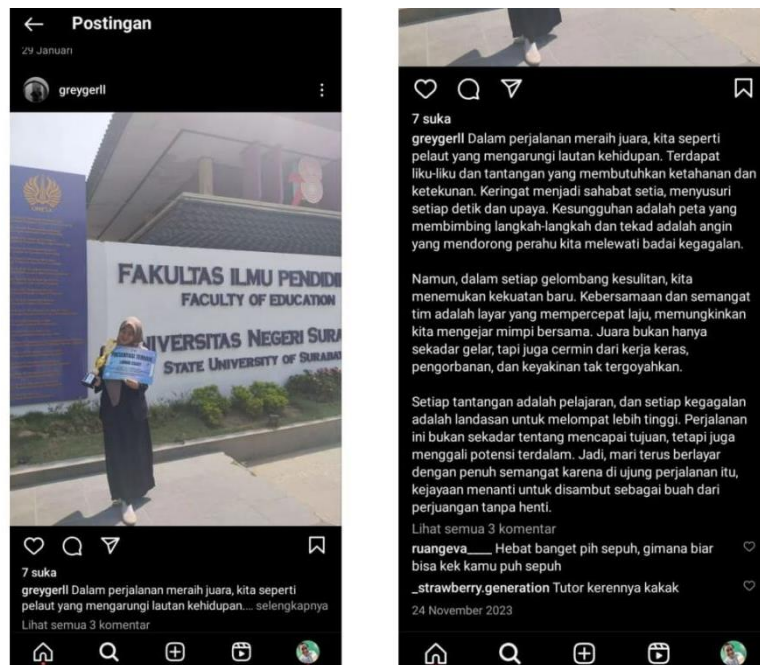 Postingan
29 Januari
greygerll
FAKULTAS ILMU PENDIDI
FACULTY OF EDUCATION
UNIVERSITAS NEGERI SURA
STATE UNIVERSITY OF SURABA
7 suka
greygerll Dalam perjalanan meraih juara, kita seperti
pelaut yang mengarungi lautan kehidupan.... selengkapnya
Lihat semua 3 komentar
7 suka
greygerll Dalam perjalanan meraih juara, kita seperti
pelaut yang mengarungi lautan kehidupan. Terdapat
liku-liku dan tantangan yang membutuhkan ketahanan dan
ketekunan. Keringat menjadi sahabat setia, menyusuri
setiap detik dan upaya. Kesungguhan adalah peta yang
membimbing langkah-langkah dan tekad adalah angin
yang mendorong perahu kita melewati badai kegagalan.
Namun, dalam setiap gelombang kesulitan, kita
menemukan kekuatan baru. Kebersamaan dan semangat
tim adalah layar yang mempercepat laju, memungkinkan
kita mengejar mimpi bersama. Juara bukan hanya
sekadar gelar, tapi juga cermin dari kerja keras,
pengorbanan, dan keyakinan tak tergoyahkan.
Setiap tantangan adalah pelajaran, dan setiap kegagalan
adalah landasan untuk melompat lebih tinggi. Perjalanan
ini bukan sekadar tentang mencapai tujuan, tetapi juga
menggali potensi terdalam. Jadi, mari terus berlayar
dengan penuh semangat karena di ujung perjalanan itu,
kejayaan menanti untuk disambut sebagai buah dari
perjuangan tanpa henti.
Lihat semua 3 komentar
ruangeva____ Hebat banget pih sepuh, gimana biar
bisa kek kamu puh sepuh
_strawberry.generation Tutor kerennya kakak
24 November 2023